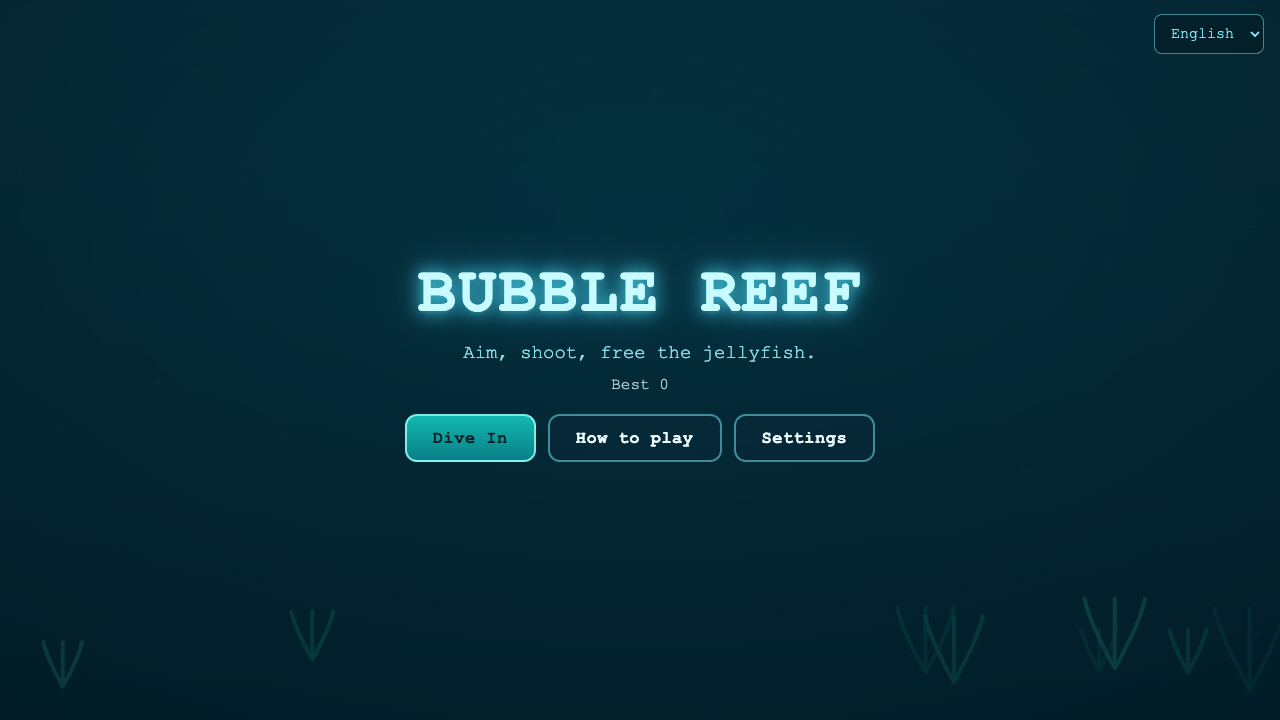 English
BUBBLE REEF
Aim, shoot, free the jellyfish.
Best 0
Dive In How to play Settings